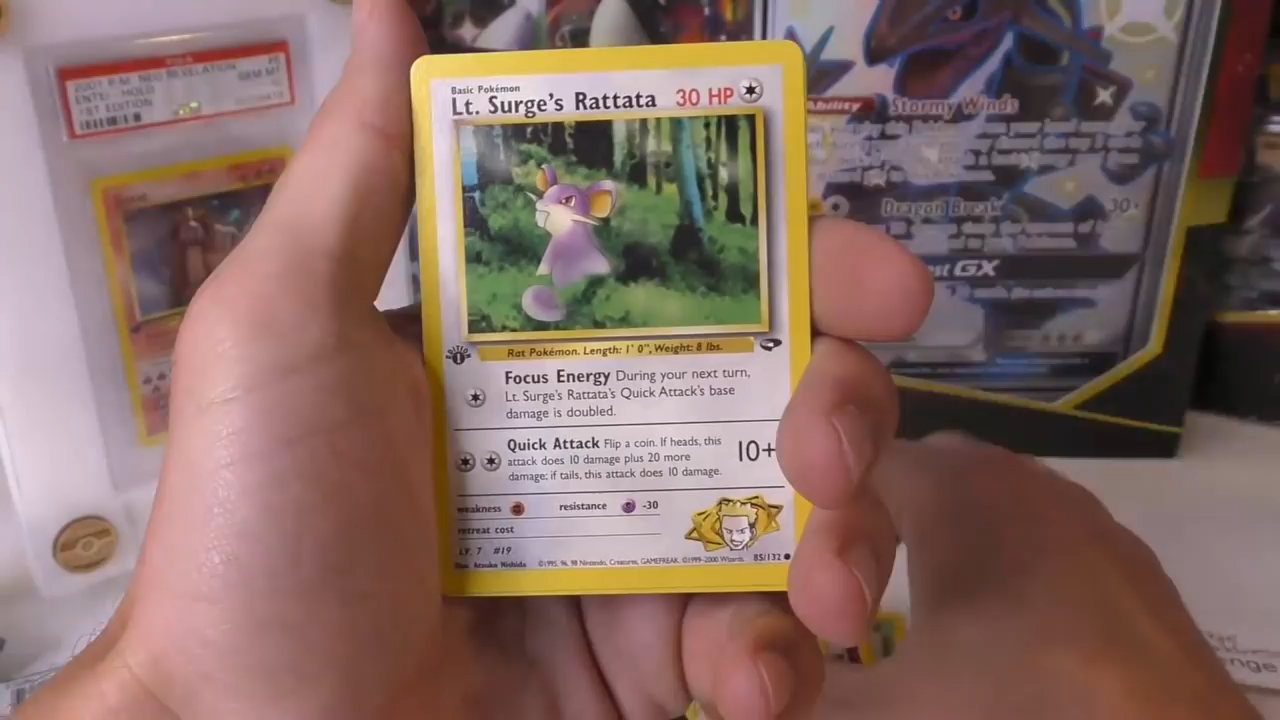 2001 P.M. NEO REVELATION
ENTEI - HOLO
1ST EDITION
GEM MT
Basic Pokémon
Lt. Surge's Rattata 30 HP
EDITION 1
Rat Pokémon. Length: 1' 0", Weight: 8 lbs.
Focus Energy During your next turn,
Lt. Surge's Rattata's Quick Attack's base
damage is doubled.
Quick Attack Flip a coin. If heads, this
attack does 10 damage plus 20 more
damage; if tails, this attack does 10 damage.
10+
weakness resistance -30
retreat cost
LV. 7 #19
Illus. Atsuko Nishida ©1995, 96, 98 Nintendo, Creatures, GAMEFREAK. ©1999-2000 Wizards. 85/132
Ability Stormy Winds
Dragon Break 30×
GX